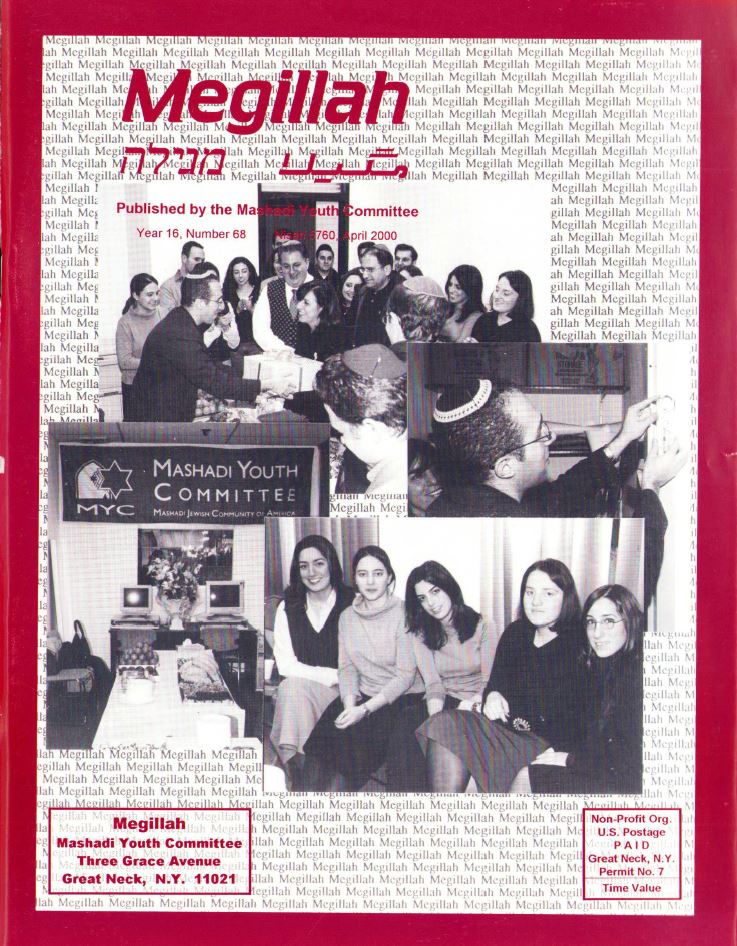 Megillah
מגילה مگیلا
Published by the Mashadi Youth Committee
Year 16, Number 68 Nisan 5760, April 2000
MYC
MASHADI YOUTH
COMMITTEE
MASHADI JEWISH COMMUNITY OF AMERICA
Megillah
Mashadi Youth Committee
Three Grace Avenue
Great Neck, N.Y. 11021
Non-Profit Org.
U.S. Postage
PAID
Great Neck, N.Y.
Permit No. 7
Time Value